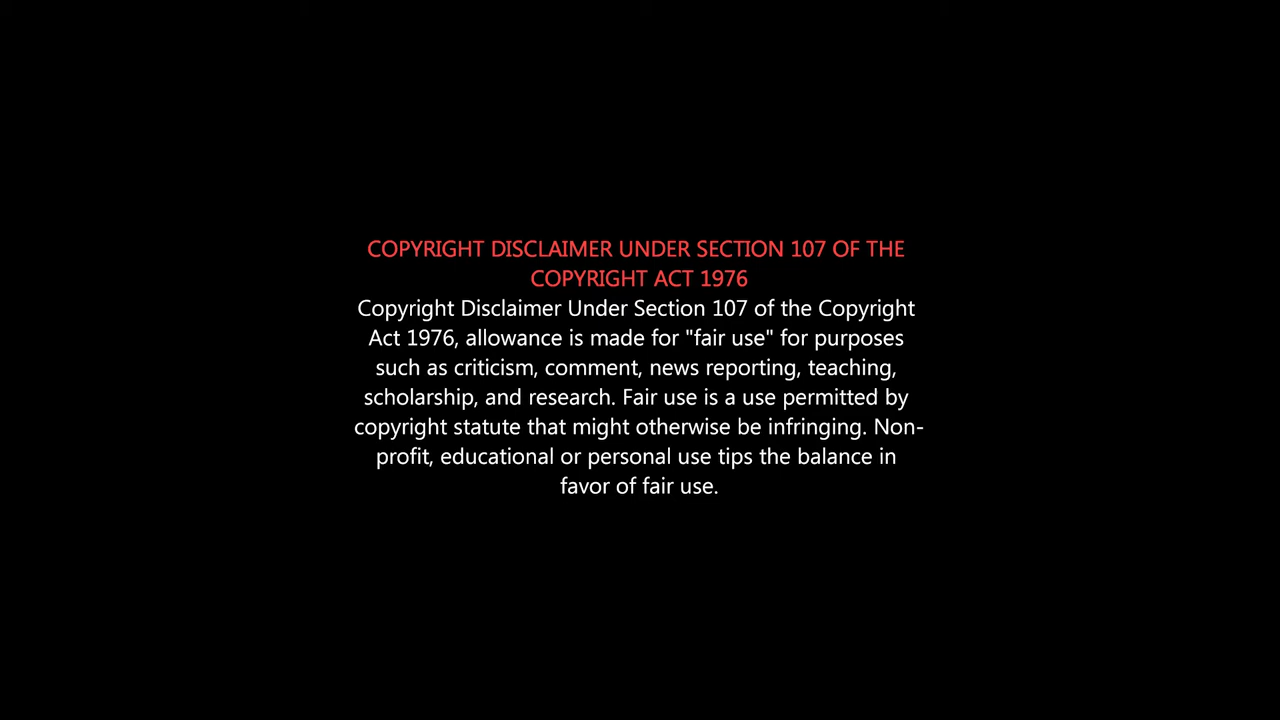 COPYRIGHT DISCLAIMER UNDER SECTION 107 OF THE
COPYRIGHT ACT 1976
Copyright Disclaimer Under Section 107 of the Copyright
Act 1976, allowance is made for "fair use" for purposes
such as criticism, comment, news reporting, teaching,
scholarship, and research. Fair use is a use permitted by
copyright statute that might otherwise be infringing. Non-
profit, educational or personal use tips the balance in
favor of fair use.